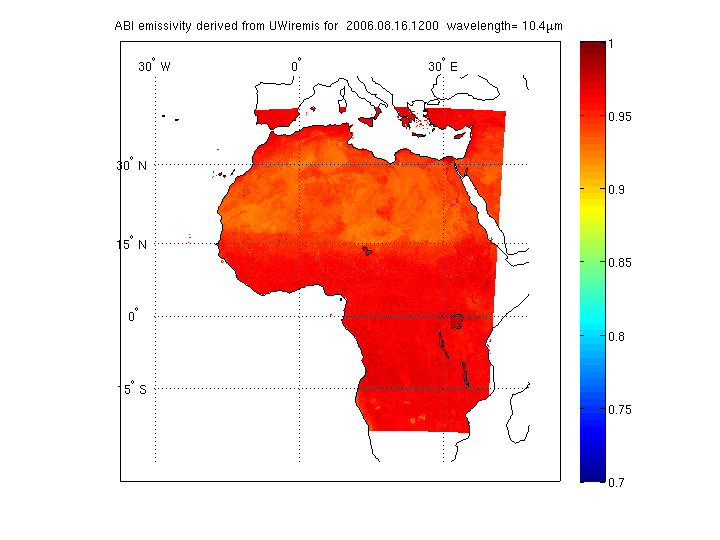 ABI emissivity derived from UWiremis for 2006.08.16.1200 wavelength= 10.4μm
30° W 0° 30° E
30° N
15° N
0°
15° S
1
0.95
0.9
0.85
0.8
0.75
0.7